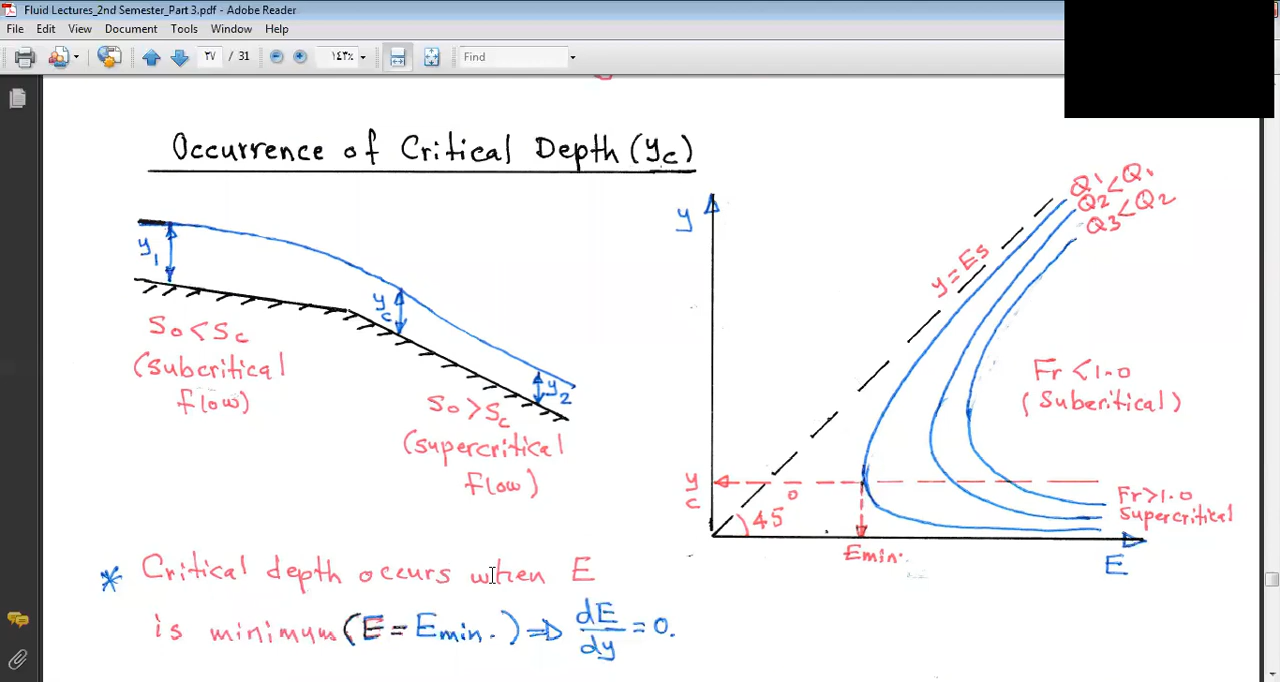 Fluid Lectures_2nd Semester_Part 3.pdf - Adobe Reader
File Edit View Document Tools Window Help
٢٧ / 31 ١٤٣% Find
Occurrence of Critical Depth (yc)
y1
yc
y2
So < Sc
(subcritical
flow)
So > Sc
(supercritical
flow)
* Critical depth occurs when E
is minimum (E = Emin.) ⇒ dE/dy = 0.
y
Q1 < Q.
Q2 < Q2
Q3
y = Es
Fr < 1.0
(Subcritical)
yc
o
45
Fr > 1.0
Supercritical
Emin.
E